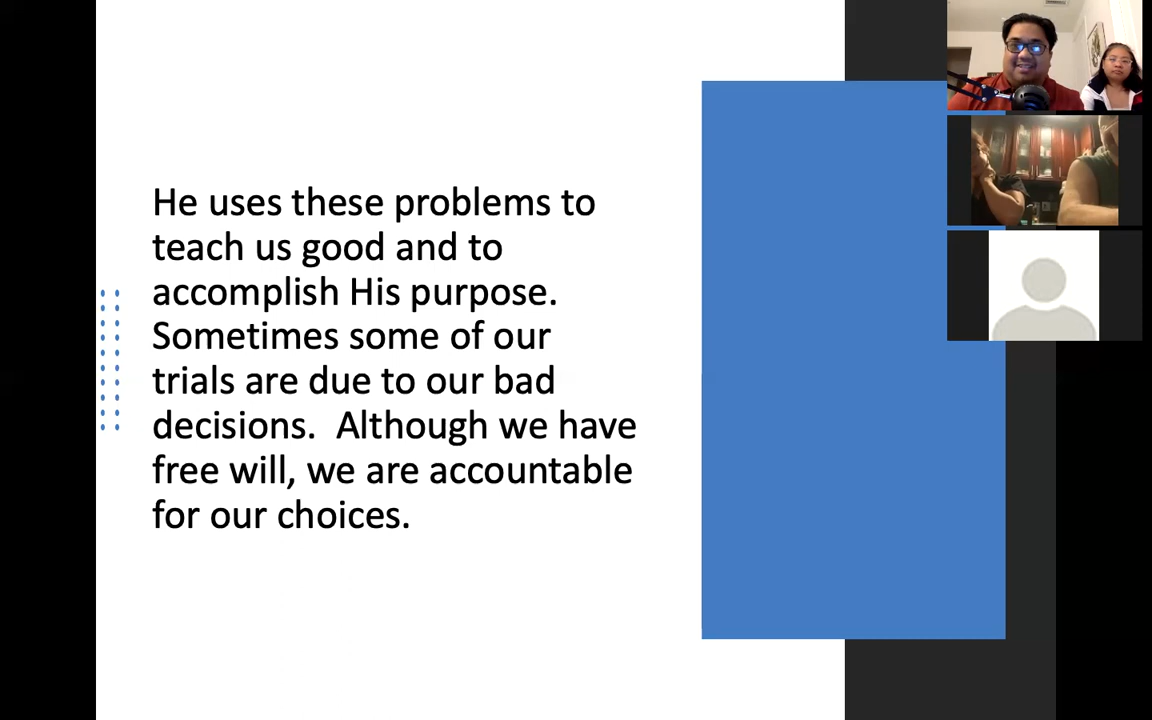 He uses these problems to
teach us good and to
accomplish His purpose.
Sometimes some of our
trials are due to our bad
decisions.  Although we have
free will, we are accountable
for our choices.